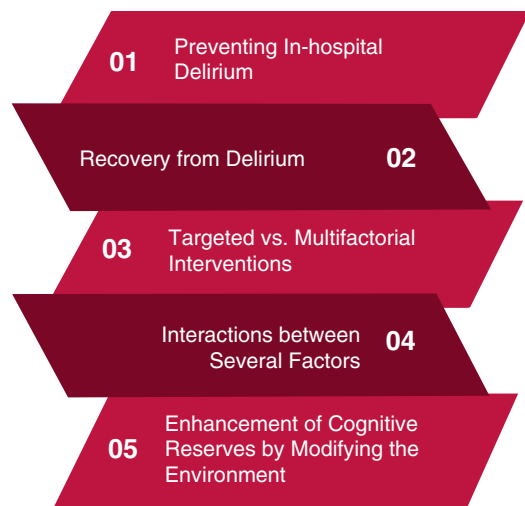 01 Preventing In-hospital
Delirium
Recovery from Delirium 02
03 Targeted vs. Multifactorial
Interventions
Interactions between
Several Factors 04
Enhancement of Cognitive
05 Reserves by Modifying the
Environment